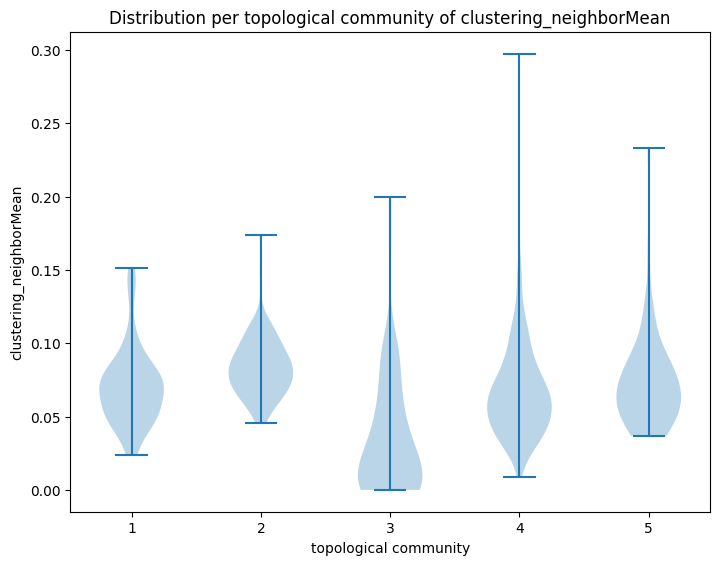 Distribution per topological community of clustering_neighborMean
clustering_neighborMean
0.30
0.25
0.20
0.15
0.10
0.05
0.00
1 2 3 4 5
topological community